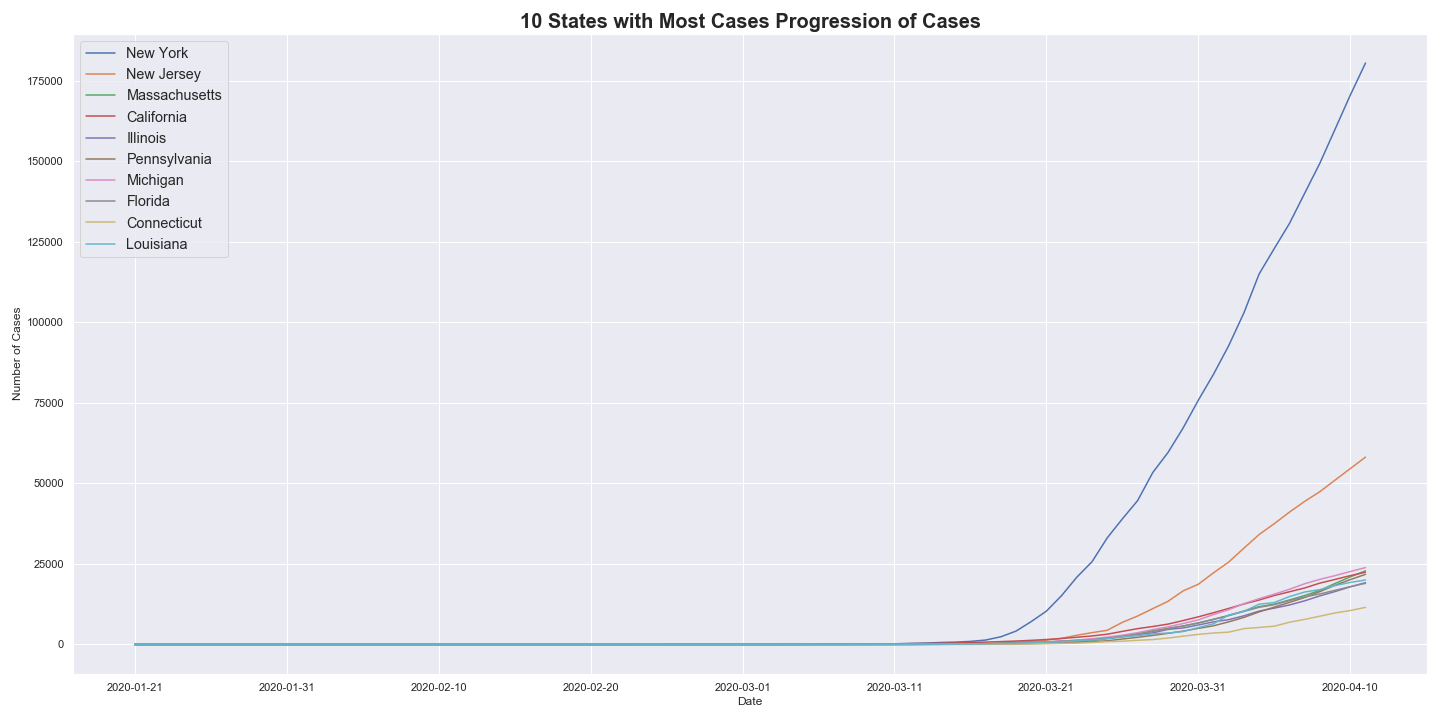 10 States with Most Cases Progression of Cases
New York
New Jersey
Massachusetts
California
Illinois
Pennsylvania
Michigan
Florida
Connecticut
Louisiana
175000
150000
125000
100000
75000
50000
25000
0
Number of Cases
2020-01-21 2020-01-31 2020-02-10 2020-02-20 2020-03-01 2020-03-11 2020-03-21 2020-03-31 2020-04-10
Date